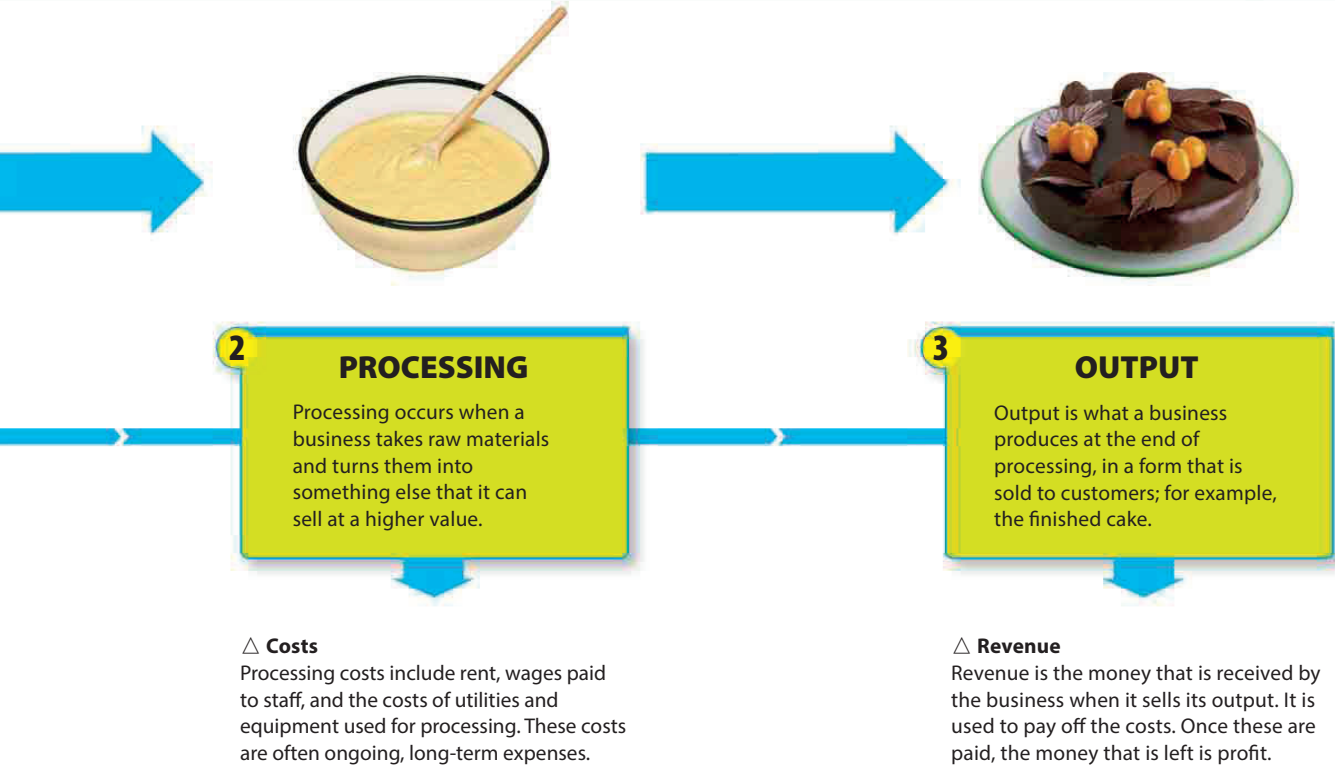 2
PROCESSING
Processing occurs when a
business takes raw materials
and turns them into
something else that it can
sell at a higher value.
△ Costs
Processing costs include rent, wages paid
to staff, and the costs of utilities and
equipment used for processing. These costs
are often ongoing, long-term expenses.
3
OUTPUT
Output is what a business
produces at the end of
processing, in a form that is
sold to customers; for example,
the finished cake.
△ Revenue
Revenue is the money that is received by
the business when it sells its output. It is
used to pay off the costs. Once these are
paid, the money that is left is profit.